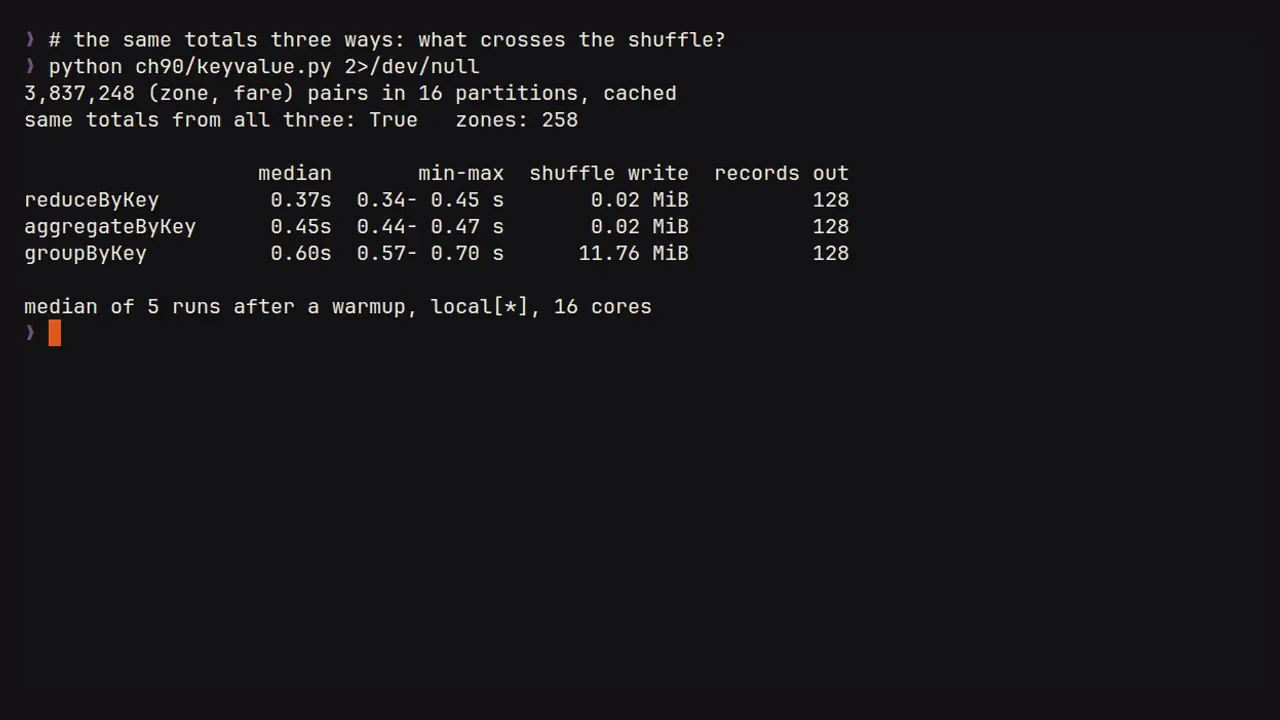 ❯ # the same totals three ways: what crosses the shuffle?
❯ python ch90/keyvalue.py 2>/dev/null
3,837,248 (zone, fare) pairs in 16 partitions, cached
same totals from all three: True   zones: 258
                   median       min-max  shuffle write  records out
reduceByKey         0.37s  0.34- 0.45 s       0.02 MiB          128
aggregateByKey      0.45s  0.44- 0.47 s       0.02 MiB          128
groupByKey          0.60s  0.57- 0.70 s      11.76 MiB          128
median of 5 runs after a warmup, local[*], 16 cores
❯